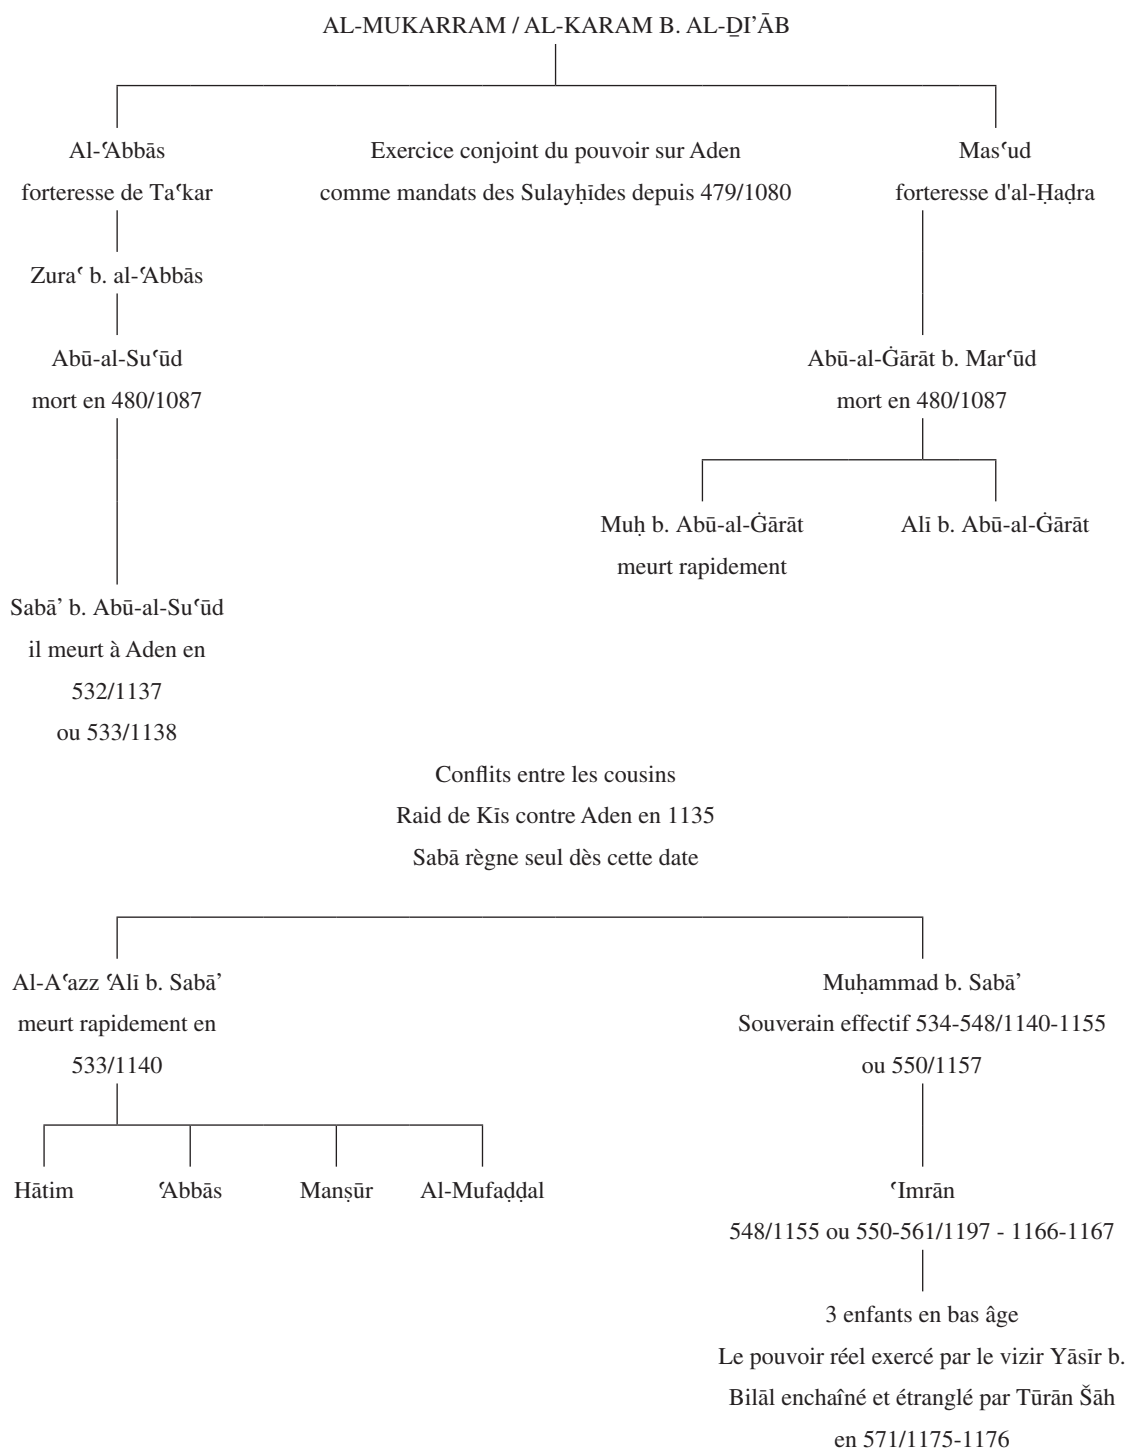 AL-MUKARRAM / AL-KARAM B. AL-ḎI’ĀB
Al-ʿAbbās
forteresse de Taʿkar
Exercice conjoint du pouvoir sur Aden
comme mandats des Sulayḥīdes depuis 479/1080
Masʿud
forteresse d'al-Ḥaḍra
Zuraʿ b. al-ʿAbbās
Abū-al-Suʿūd
mort en 480/1087
Abū-al-Ġārāt b. Marʿūd
mort en 480/1087
Muḥ b. Abū-al-Ġārāt
meurt rapidement
Alī b. Abū-al-Ġārāt
Sabā’ b. Abū-al-Suʿūd
il meurt à Aden en
532/1137
ou 533/1138
Conflits entre les cousins
Raid de Kīs contre Aden en 1135
Sabā règne seul dès cette date
Al-Aʿazz ʿAlī b. Sabā’
meurt rapidement en
533/1140
Muḥammad b. Sabā’
Souverain effectif 534-548/1140-1155
ou 550/1157
Hātim
ʿAbbās
Manṣūr
Al-Mufaḍḍal
ʿImrān
548/1155 ou 550-561/1197 - 1166-1167
3 enfants en bas âge
Le pouvoir réel exercé par le vizir Yāsīr b.
Bilāl enchaîné et étranglé par Tūrān Šāh
en 571/1175-1176